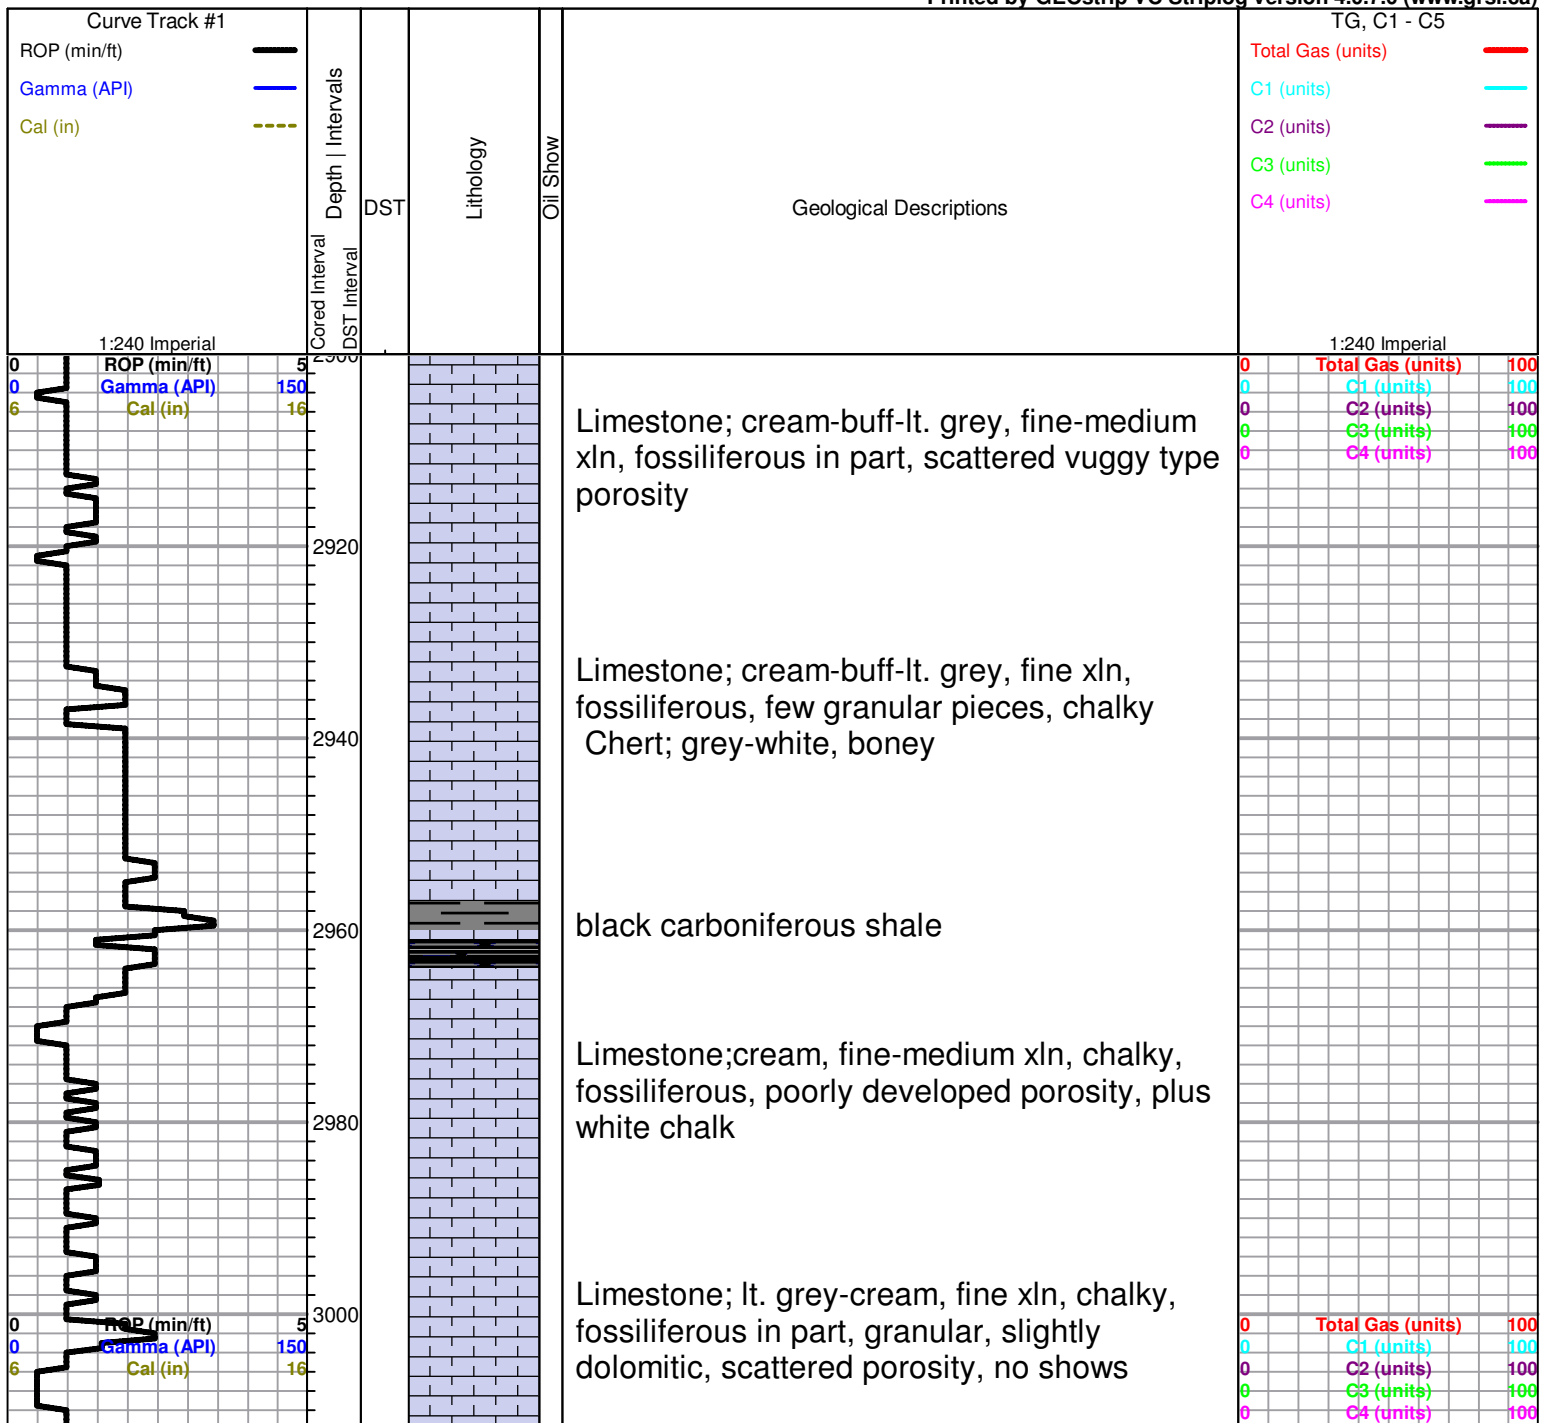 Curve Track #1
ROP (min/ft)
Gamma (API)
Cal (in)
1:240 Imperial
Depth | Intervals
Cored Interval
DST Interval
DST
Lithology
Oil Show
Geological Descriptions
TG, C1 - C5
Total Gas (units)
C1 (units)
C2 (units)
C3 (units)
C4 (units)
1:240 Imperial
0 ROP (min/ft) 5
0 Gamma (API) 150
6 Cal (in) 16
2900
0 Total Gas (units) 100
0 C1 (units) 100
0 C2 (units) 100
0 C3 (units) 100
0 C4 (units) 100
Limestone; cream-buff-lt. grey, fine-medium
xln, fossiliferous in part, scattered vuggy type
porosity
2920
Limestone; cream-buff-lt. grey, fine xln,
fossiliferous, few granular pieces, chalky
Chert; grey-white, boney
2940
black carboniferous shale
2960
Limestone;cream, fine-medium xln, chalky,
fossiliferous, poorly developed porosity, plus
white chalk
2980
Limestone; lt. grey-cream, fine xln, chalky,
fossiliferous in part, granular, slightly
dolomitic, scattered porosity, no shows
3000
0 ROP (min/ft) 5
0 Gamma (API) 150
6 Cal (in) 16
0 Total Gas (units) 100
0 C1 (units) 100
0 C2 (units) 100
0 C3 (units) 100
0 C4 (units) 100